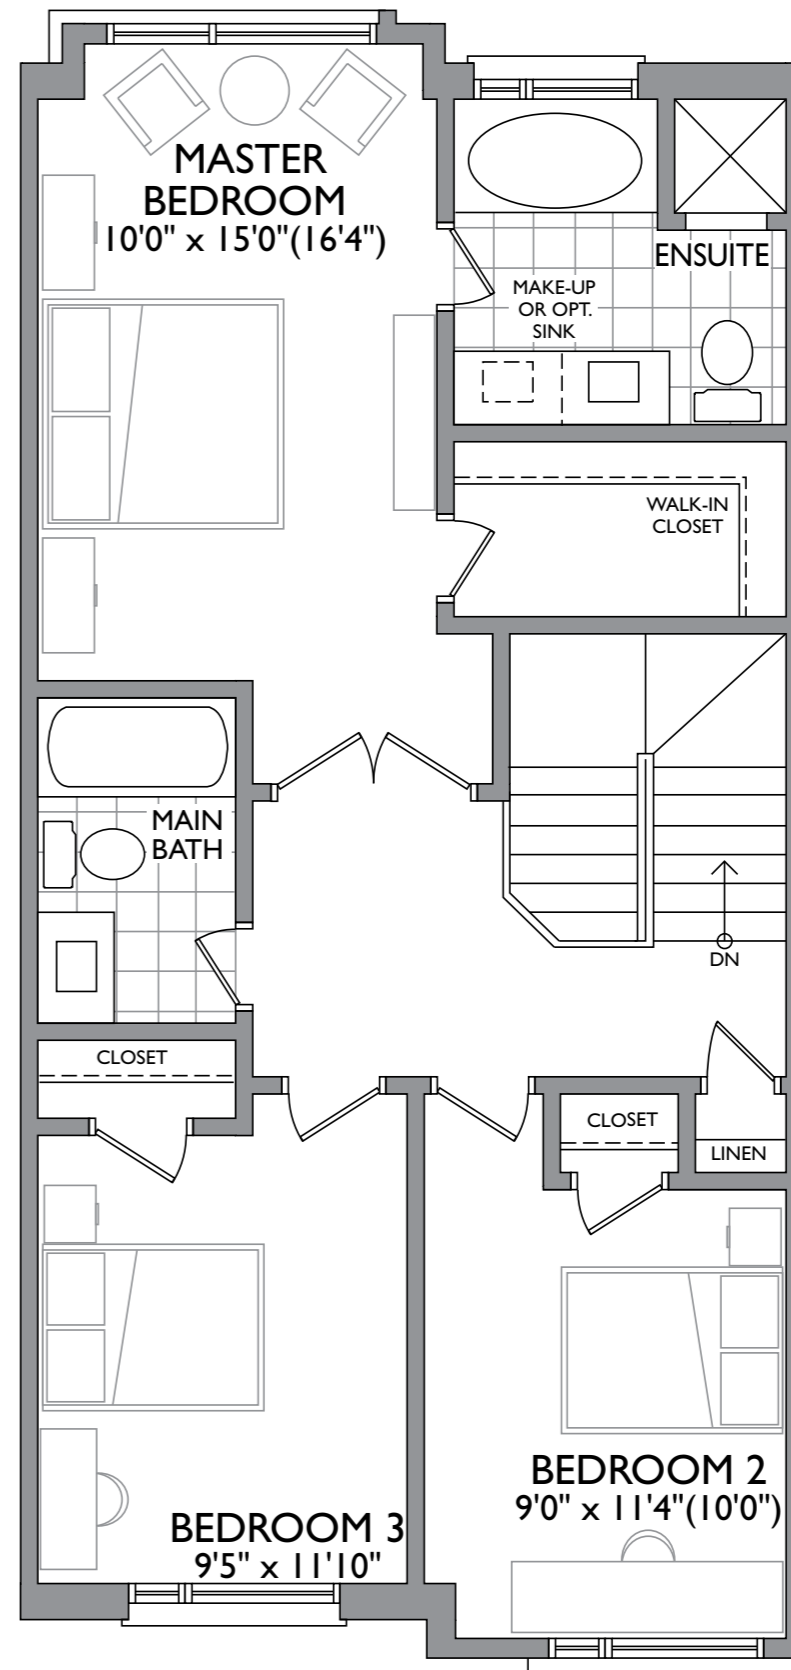 MASTER
BEDROOM
10'0" x 15'0"(16'4")
ENSUITE
MAKE-UP
OR OPT.
SINK
WALK-IN
CLOSET
MAIN
BATH
DN
CLOSET
CLOSET
LINEN
BEDROOM 2
9'0" x 11'4"(10'0")
BEDROOM 3
9'5" x 11'10"